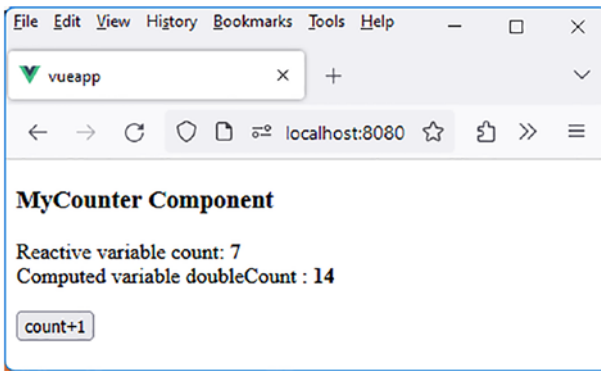 File Edit View History Bookmarks Tools Help
vueapp
localhost:8080
MyCounter Component
Reactive variable count: 7
Computed variable doubleCount : 14
count+1